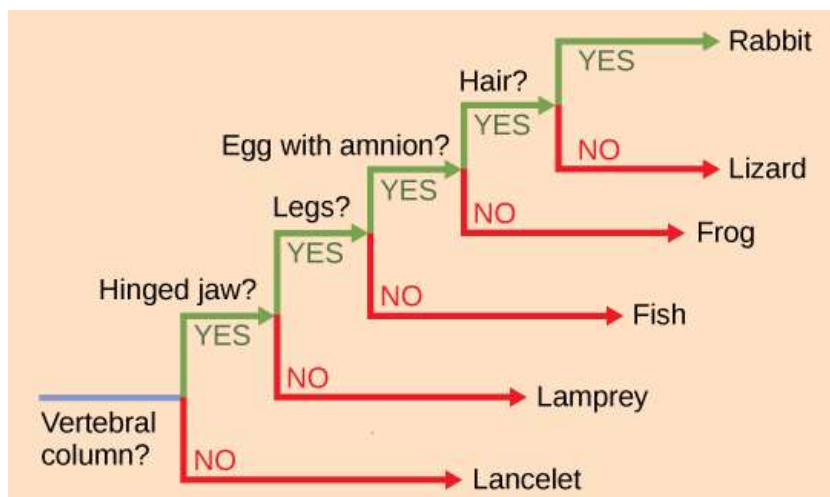 Rabbit
YES
Hair?
YES
NO
Egg with amnion?
Lizard
YES
NO
Legs?
Frog
YES
NO
Hinged jaw?
Fish
YES
NO
Lamprey
Vertebral
column?
NO
Lancelet